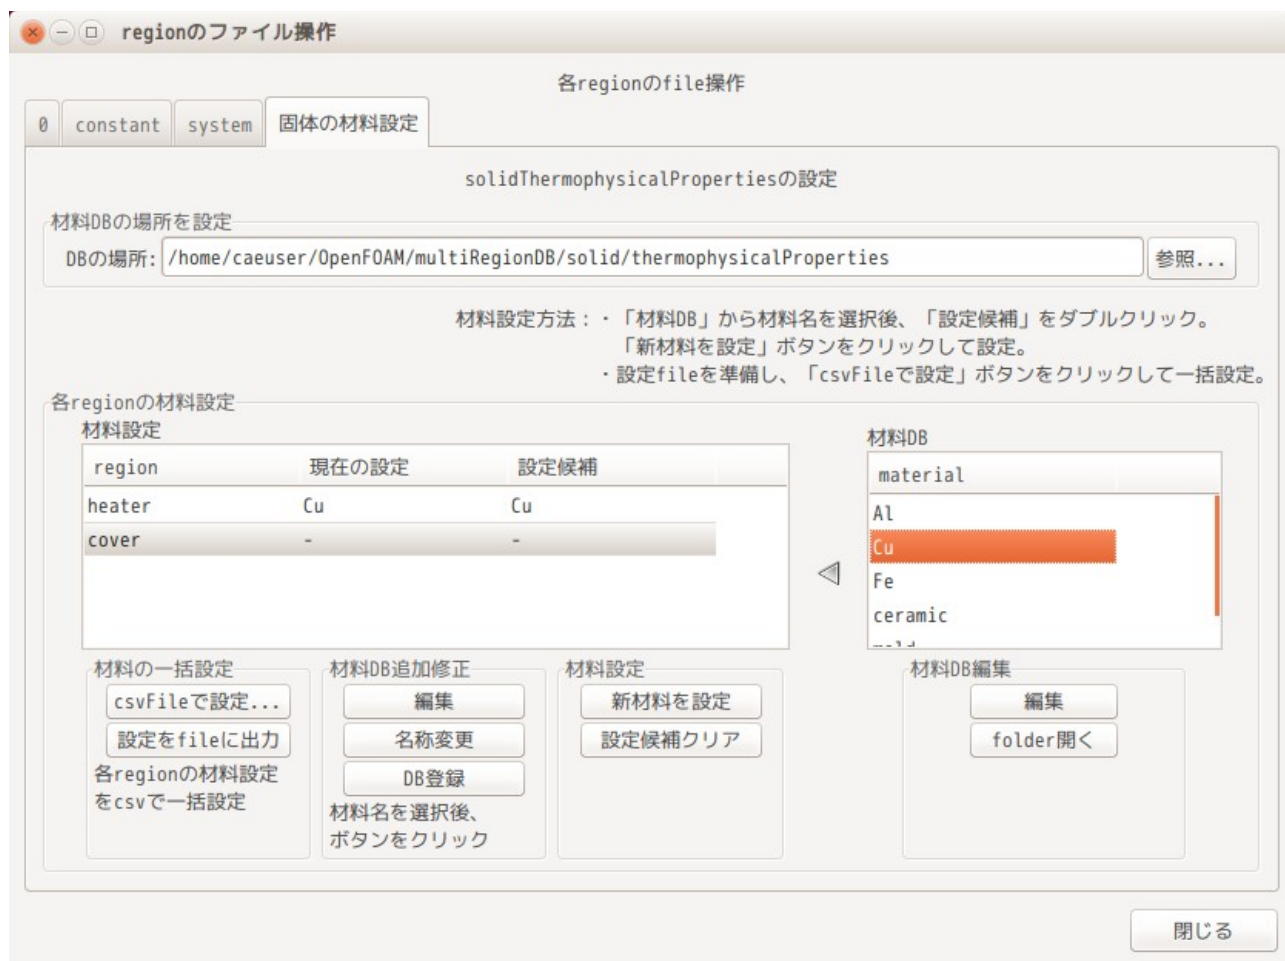 regionのファイル操作
各regionのfile操作
0 constant system 固体の材料設定
solidThermophysicalPropertiesの設定
材料DBの場所を設定
DBの場所: /home/caeuser/OpenFOAM/multiRegionDB/solid/thermophysicalProperties 参照...
材料設定方法：・「材料DB」から材料名を選択後、「設定候補」をダブルクリック。
「新材料を設定」ボタンをクリックして設定。
・設定fileを準備し、「csvFileで設定」ボタンをクリックして一括設定。
各regionの材料設定
材料設定
region 現在の設定 設定候補
heater Cu Cu
cover - -
材料DB
material
Al
Cu
Fe
ceramic
材料の一括設定
csvFileで設定...
設定をfileに出力
各regionの材料設定
をcsvで一括設定
材料DB追加修正
編集
名称変更
DB登録
材料名を選択後、
ボタンをクリック
材料設定
新材料を設定
設定候補クリア
材料DB編集
編集
folder開く
閉じる